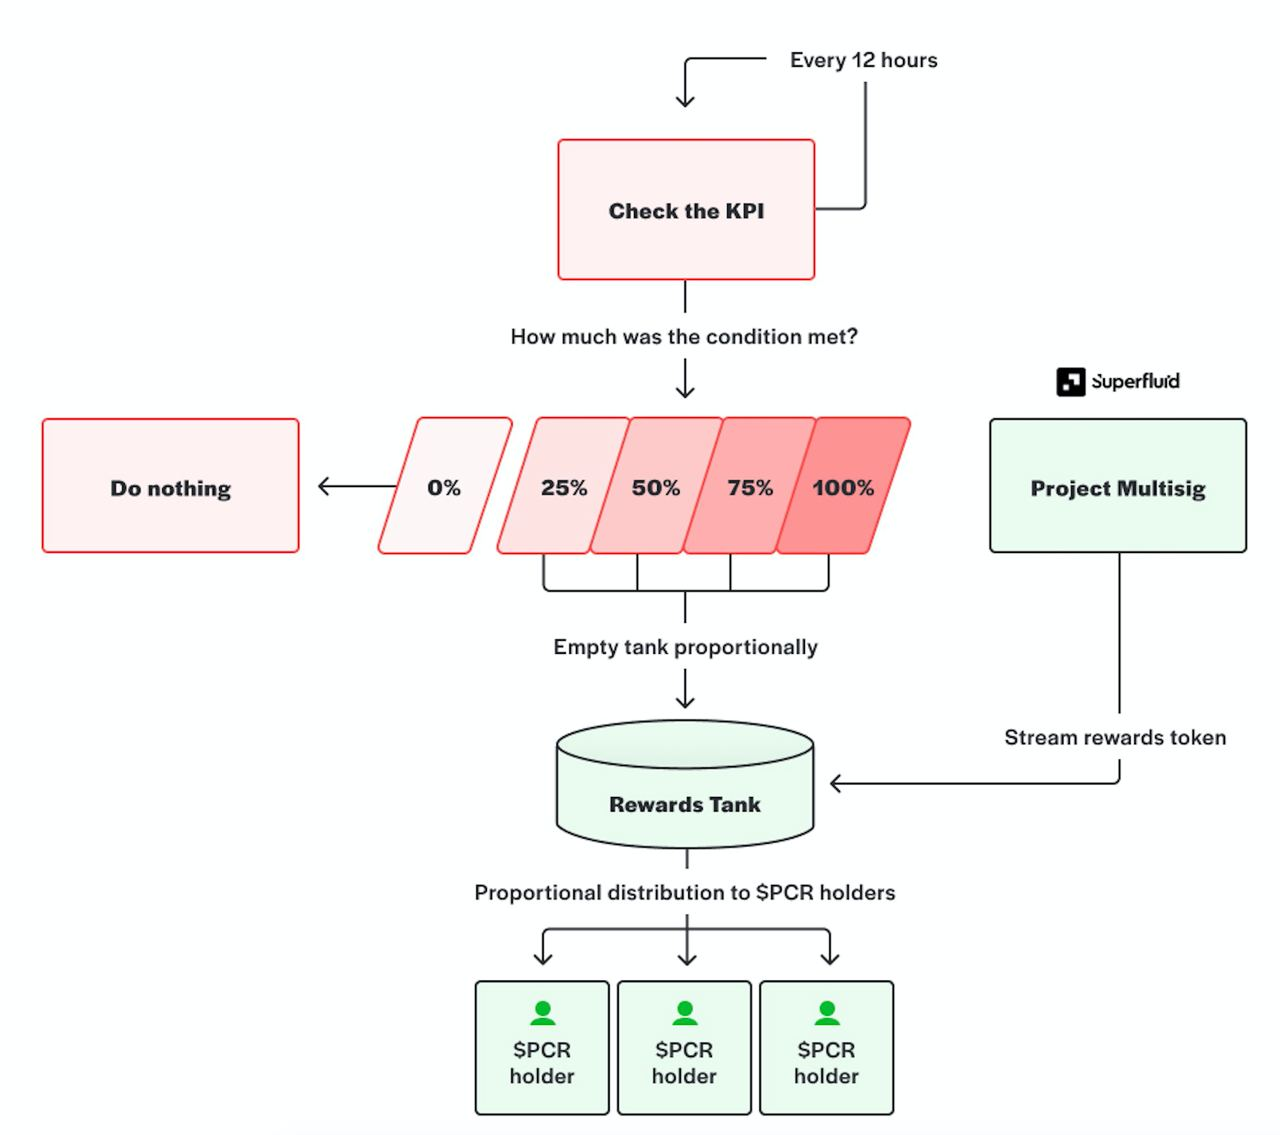 Every 12 hours
Check the KPI
How much was the condition met?
Superfluid
Do nothing
0%
25%
50%
75%
100%
Project Multisig
Empty tank proportionally
Stream rewards token
Rewards Tank
Proportional distribution to $PCR holders
$PCR
holder
$PCR
holder
$PCR
holder